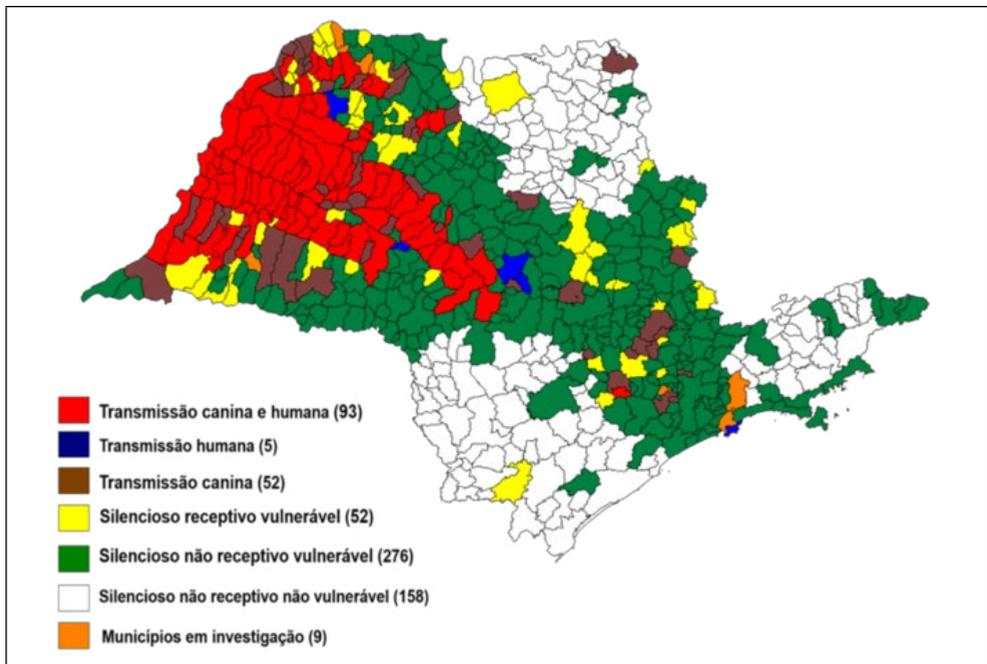 Transmissão canina e humana (93)
Transmissão humana (5)
Transmissão canina (52)
Silencioso receptivo vulnerável (52)
Silencioso não receptivo vulnerável (276)
Silencioso não receptivo não vulnerável (158)
Municípios em investigação (9)